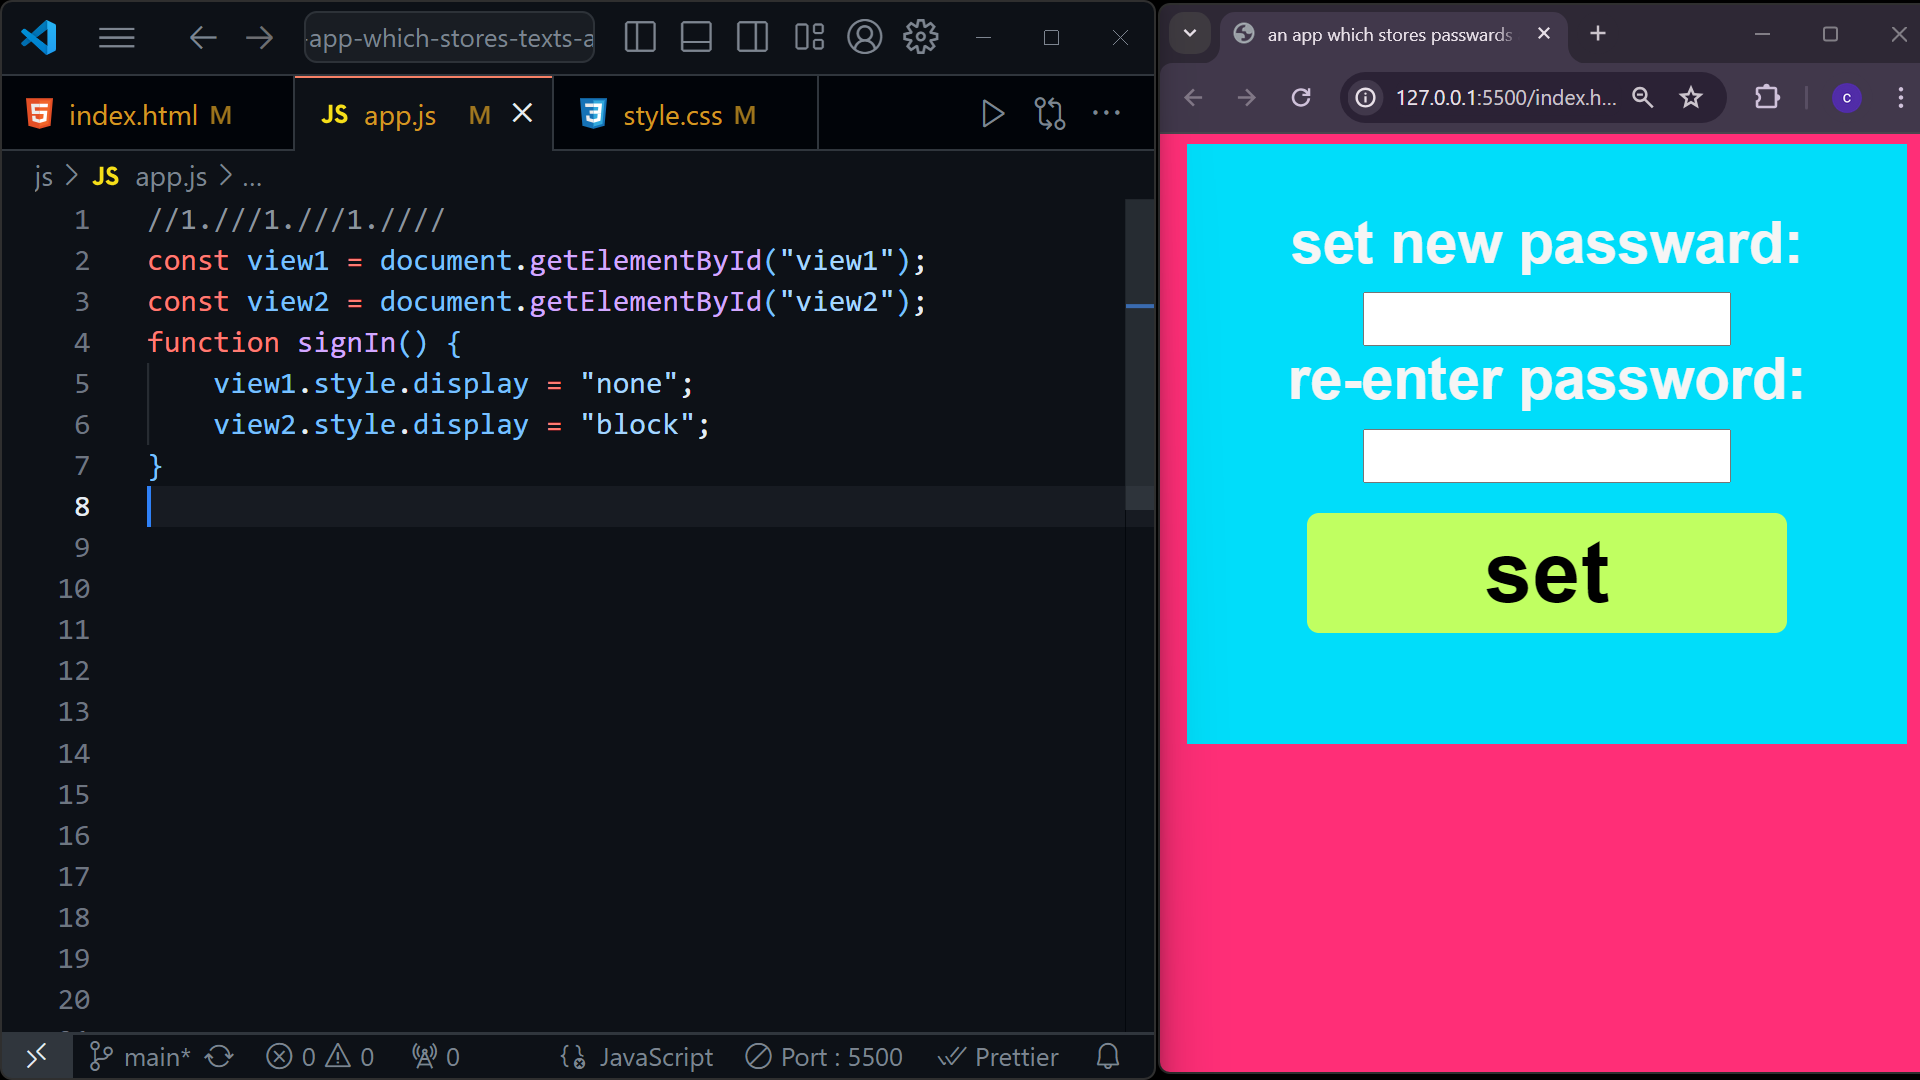 -app-which-stores-texts-a
index.html M
JS app.js M
style.css M
js > JS app.js > ...
1 //1.///1.///1.////
2 const view1 = document.getElementById("view1");
3 const view2 = document.getElementById("view2");
4 function signIn() {
5 view1.style.display = "none";
6 view2.style.display = "block";
7 }
8
9
10
11
12
13
14
15
16
17
18
19
20
main* 0 0 0 JavaScript Port : 5500 Prettier
an app which stores passwards
127.0.0.1:5500/index.h... c
set new passward:
re-enter password:
set